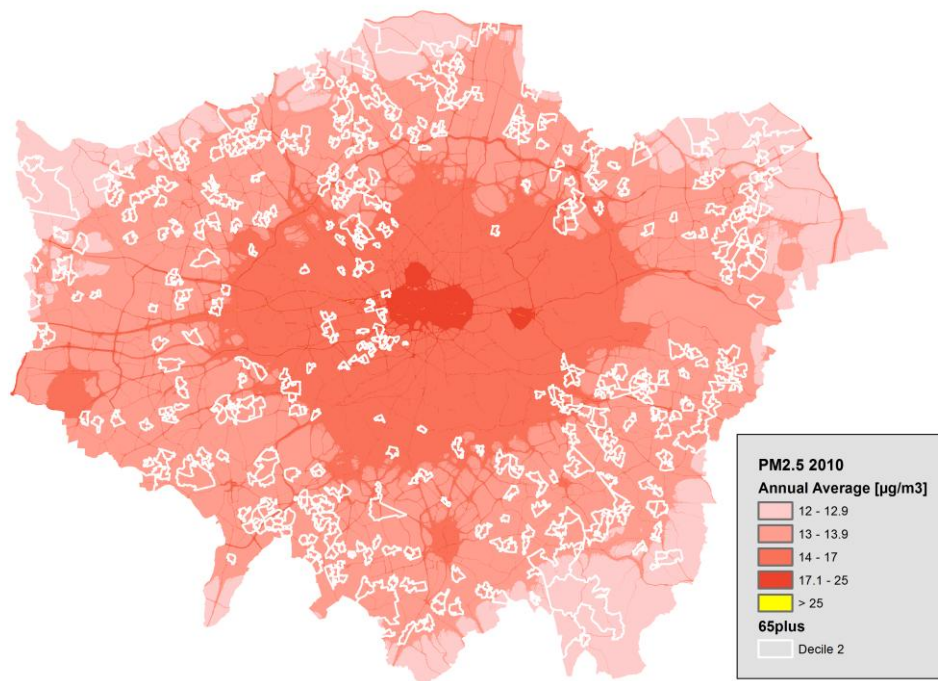 PM2.5 2010
Annual Average [µg/m3]
12 - 12.9
13 - 13.9
14 - 17
17.1 - 25
> 25
65plus
Decile 2